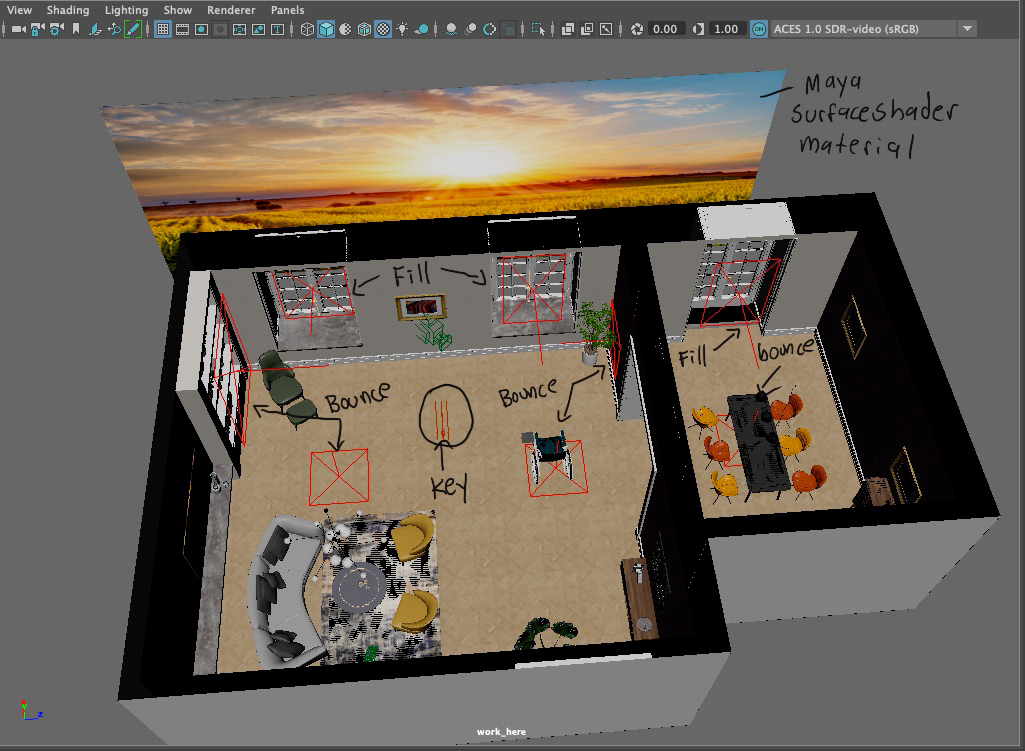 View Shading Lighting Show Renderer Panels
0.00 1.00 ON ACES 1.0 SDR-video (sRGB)
Maya
surfaceshader
material
Fill
Fill
bounce
Bounce
Bounce
key
work_here
Y
Z